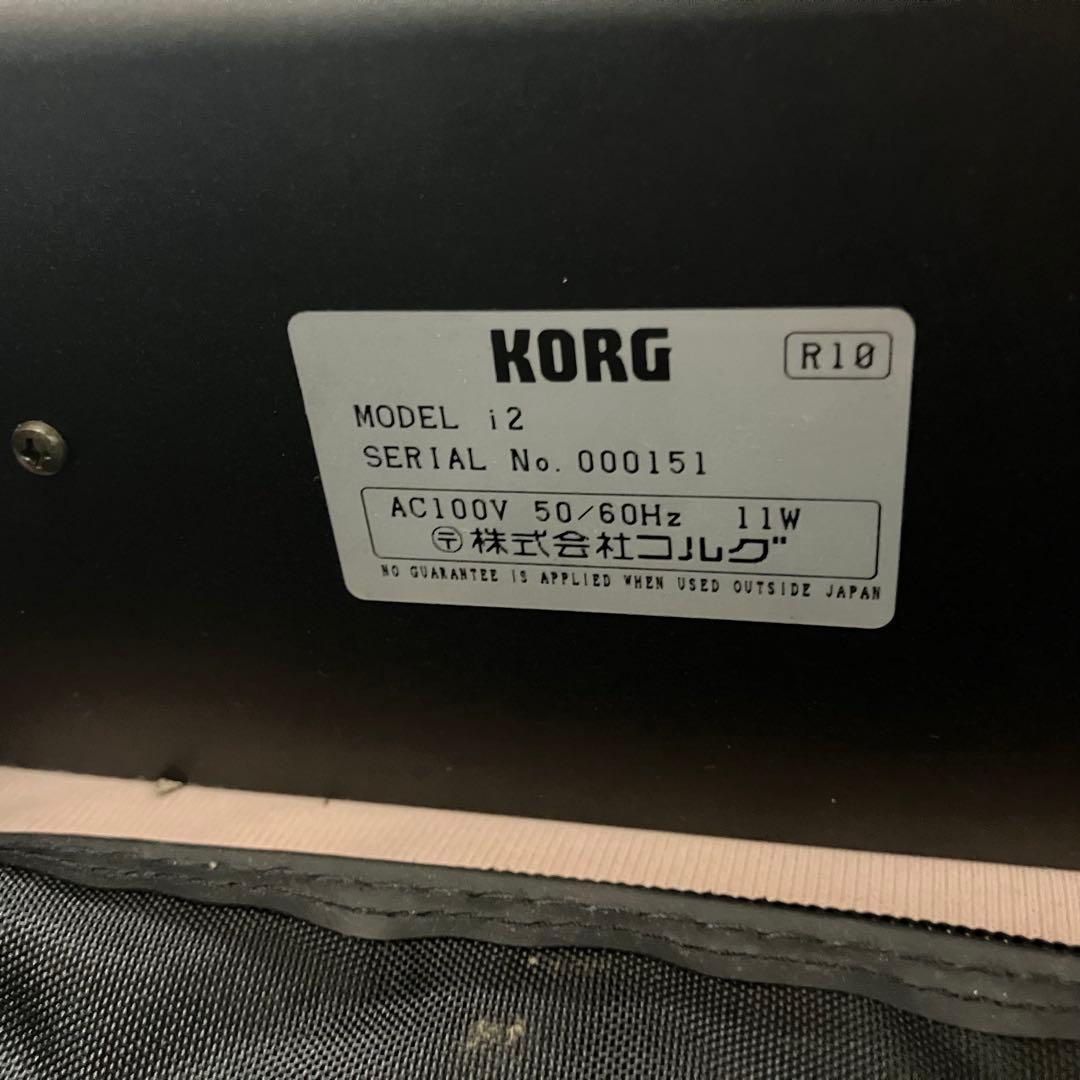 KORG
R10
MODEL i2
SERIAL No. 000151
AC100V 50/60Hz 11W
〶株式会社コルグ
NO GUARANTEE IS APPLIED WHEN USED OUTSIDE JAPAN